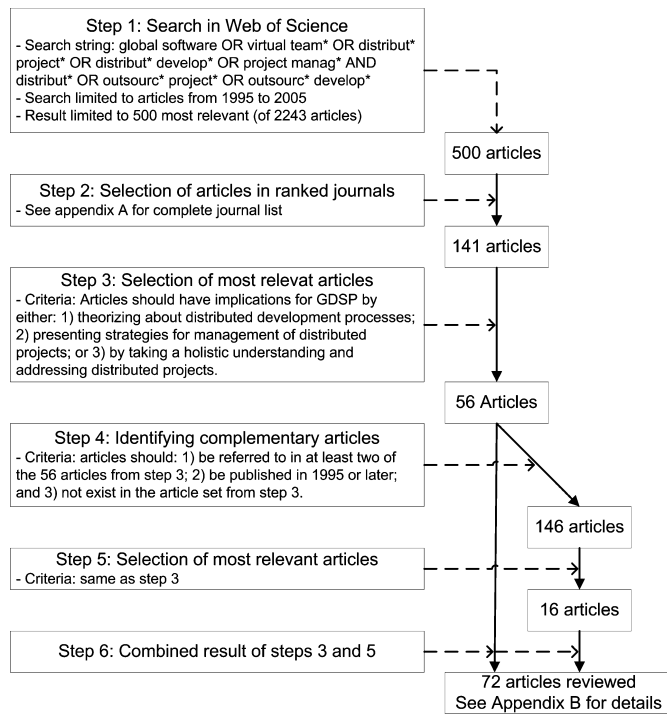 Step 1: Search in Web of Science
- Search string: global software OR virtual team* OR distribut*
project* OR distribut* develop* OR project manag* AND
distribut* OR outsourc* project* OR outsourc* develop*
- Search limited to articles from 1995 to 2005
- Result limited to 500 most relevant (of 2243 articles)
500 articles
Step 2: Selection of articles in ranked journals
- See appendix A for complete journal list
141 articles
Step 3: Selection of most relevat articles
- Criteria: Articles should have implications for GDSP by
either: 1) theorizing about distributed development processes;
2) presenting strategies for management of distributed
projects; or 3) by taking a holistic understanding and
addressing distributed projects.
56 Articles
Step 4: Identifying complementary articles
- Criteria: articles should: 1) be referred to in at least two of
the 56 articles from step 3; 2) be published in 1995 or later;
and 3) not exist in the article set from step 3.
146 articles
Step 5: Selection of most relevant articles
- Criteria: same as step 3
16 articles
Step 6: Combined result of steps 3 and 5
72 articles reviewed
See Appendix B for details